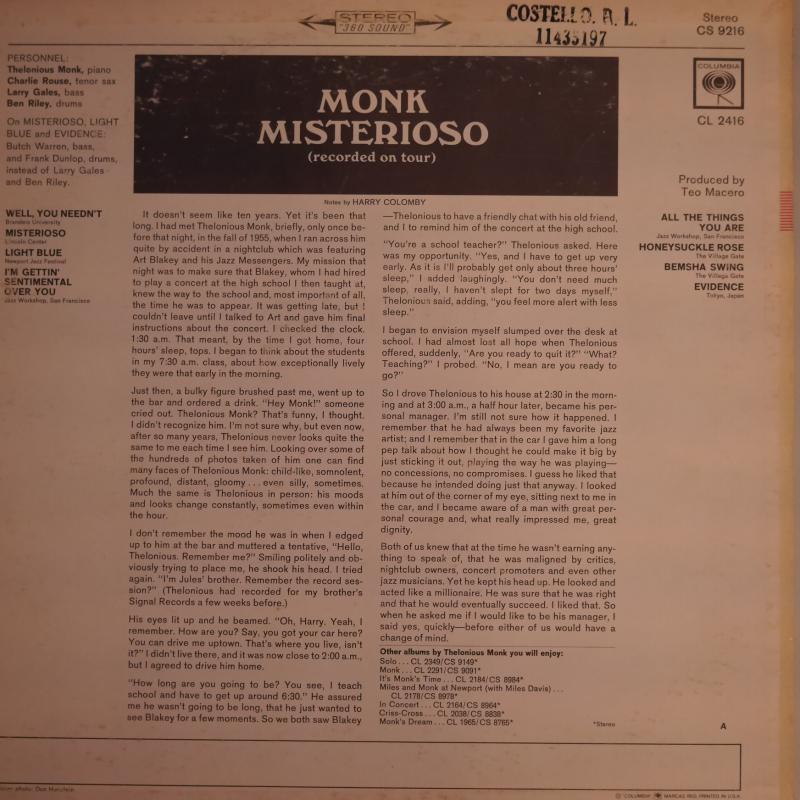 STEREO
"360 SOUND"
COSTELLO. R. L.
11435197
Stereo
CS 9216
COLUMBIA
CL 2416
PERSONNEL:
Thelonious Monk, piano
Charlie Rouse, tenor sax
Larry Gales, bass
Ben Riley, drums
On MISTERIOSO, LIGHT
BLUE and EVIDENCE:
Butch Warren, bass,
and Frank Dunlop, drums,
instead of Larry Gales
and Ben Riley.
MONK
MISTERIOSO
(recorded on tour)
Produced by
Teo Macero
WELL, YOU NEEDN'T
Brandeis University
MISTERIOSO
Lincoln Center
LIGHT BLUE
Newport Jazz Festival
I'M GETTIN'
SENTIMENTAL
OVER YOU
Jazz Workshop, San Francisco
Notes by HARRY COLOMBY
It doesn't seem like ten years. Yet it's been that
long. I had met Thelonious Monk, briefly, only once be-
fore that night, in the fall of 1955, when I ran across him
quite by accident in a nightclub which was featuring
Art Blakey and his Jazz Messengers. My mission that
night was to make sure that Blakey, whom I had hired
to play a concert at the high school I then taught at,
knew the way to the school and, most important of all,
the time he was to appear. It was getting late, but I
couldn't leave until I talked to Art and gave him final
instructions about the concert. I checked the clock.
1:30 a.m. That meant, by the time I got home, four
hours' sleep, tops. I began to think about the students
in my 7:30 a.m. class, about how exceptionally lively
they were that early in the morning.
Just then, a bulky figure brushed past me, went up to
the bar and ordered a drink. "Hey Monk!" someone
cried out. Thelonious Monk? That's funny, I thought.
I didn't recognize him. I'm not sure why, but even now,
after so many years, Thelonious never looks quite the
same to me each time I see him. Looking over some of
the hundreds of photos taken of him one can find
many faces of Thelonious Monk: child-like, somnolent,
profound, distant, gloomy . . . even silly, sometimes.
Much the same is Thelonious in person: his moods
and looks change constantly, sometimes even within
the hour.
I don't remember the mood he was in when I edged
up to him at the bar and muttered a tentative, "Hello,
Thelonious. Remember me?" Smiling politely and ob-
viously trying to place me, he shook his head. I tried
again. "I'm Jules' brother. Remember the record ses-
sion?" (Thelonious had recorded for my brother's
Signal Records a few weeks before.)
His eyes lit up and he beamed. "Oh, Harry. Yeah, I
remember. How are you? Say, you got your car here?
You can drive me uptown. That's where you live, isn't
it?" I didn't live there, and it was now close to 2:00 a.m.,
but I agreed to drive him home.
"How long are you going to be? You see, I teach
school and have to get up around 6:30." He assured
me he wasn't going to be long, that he just wanted to
see Blakey for a few moments. So we both saw Blakey
—Thelonious to have a friendly chat with his old friend,
and I to remind him of the concert at the high school.
"You're a school teacher?" Thelonious asked. Here
was my opportunity. "Yes, and I have to get up very
early. As it is I'll probably get only about three hours'
sleep," I added laughingly. "You don't need much
sleep, really, I haven't slept for two days myself,"
Thelonious said, adding, "you feel more alert with less
sleep."
I began to envision myself slumped over the desk at
school. I had almost lost all hope when Thelonious
offered, suddenly, "Are you ready to quit it?" "What?
Teaching?" I probed. "No, I mean are you ready to
go?"
So I drove Thelonious to his house at 2:30 in the morn-
ing and at 3:00 a.m., a half hour later, became his per-
sonal manager. I'm still not sure how it happened. I
remember that he had always been my favorite jazz
artist; and I remember that in the car I gave him a long
pep talk about how I thought he could make it big by
just sticking it out, playing the way he was playing—
no concessions, no compromises. I guess he liked that
because he intended doing just that anyway. I looked
at him out of the corner of my eye, sitting next to me in
the car, and I became aware of a man with great per-
sonal courage and, what really impressed me, great
dignity.
Both of us knew that at the time he wasn't earning any-
thing to speak of, that he was maligned by critics,
nightclub owners, concert promoters and even other
jazz musicians. Yet he kept his head up. He looked and
acted like a millionaire. He was sure that he was right
and that he would eventually succeed. I liked that. So
when he asked me if I would like to be his manager, I
said yes, quickly—before either of us would have a
change of mind.
Other albums by Thelonious Monk you will enjoy:
Solo . . . CL 2349/CS 9149*
Monk . . . CL 2291/CS 9091*
It's Monk's Time . . . CL 2184/CS 8984*
Miles and Monk at Newport (with Miles Davis) . . .
CL 2178/CS 8978*
In Concert . . . CL 2164/CS 8964*
Criss-Cross . . . CL 2038/CS 8838*
Monk's Dream . . . CL 1965/CS 8765*
*Stereo
ALL THE THINGS
YOU ARE
Jazz Workshop, San Francisco
HONEYSUCKLE ROSE
The Village Gate
BEMSHA SWING
The Village Gate
EVIDENCE
Tokyo, Japan
A
photo: Don Hunstein
© "COLUMBIA" MARCAS REG. PRINTED IN U.S.A.